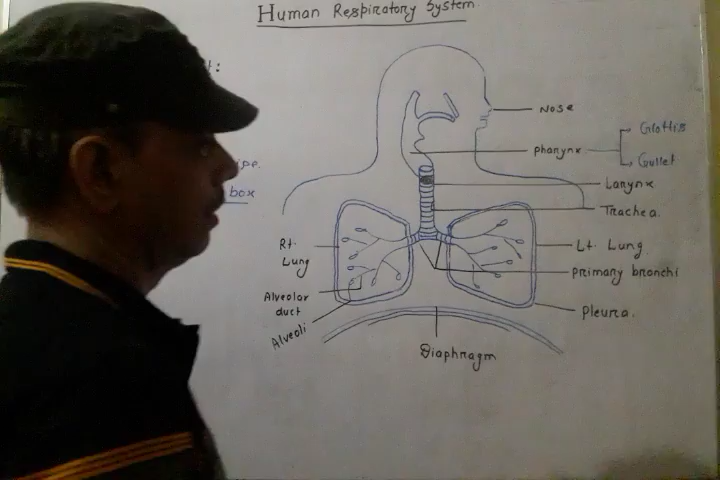 Human Respiratory System
Nose
Glottis
Pharynx
Gullet
box
Larynx
Trachea.
Rt.
Lung
Lt. Lung
Primary bronchi
Alveolar
duct
Pleura.
Alveoli
Diaphragm